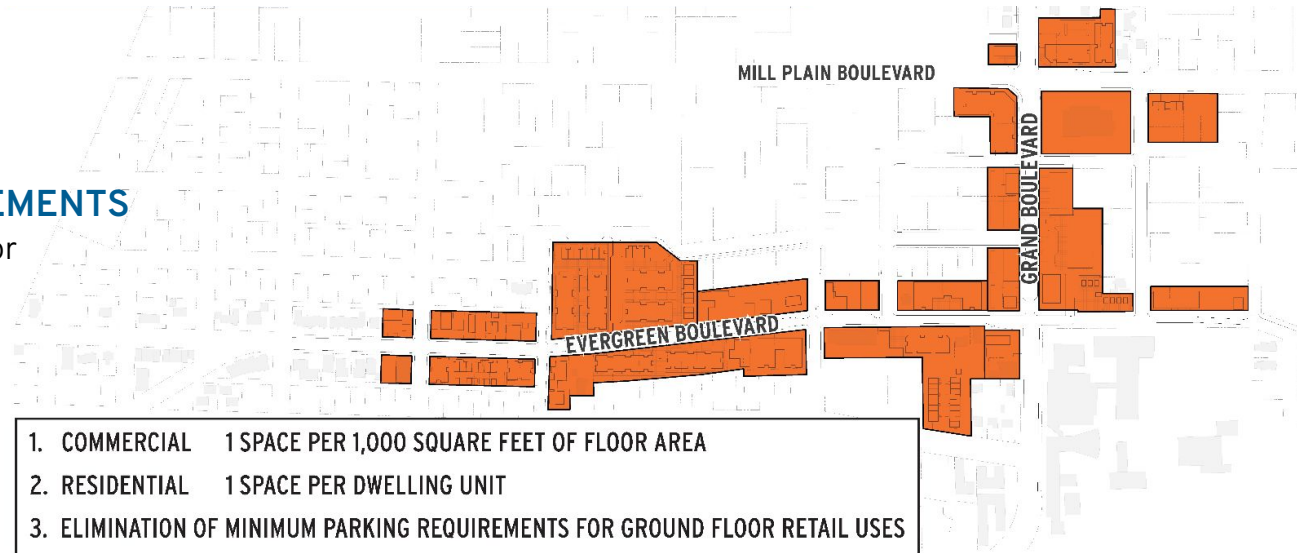 MILL PLAIN BOULEVARD
GRAND BOULEVARD
EMENTS
or
EVERGREEN BOULEVARD
1. COMMERCIAL 1 SPACE PER 1,000 SQUARE FEET OF FLOOR AREA
2. RESIDENTIAL 1 SPACE PER DWELLING UNIT
3. ELIMINATION OF MINIMUM PARKING REQUIREMENTS FOR GROUND FLOOR RETAIL USES